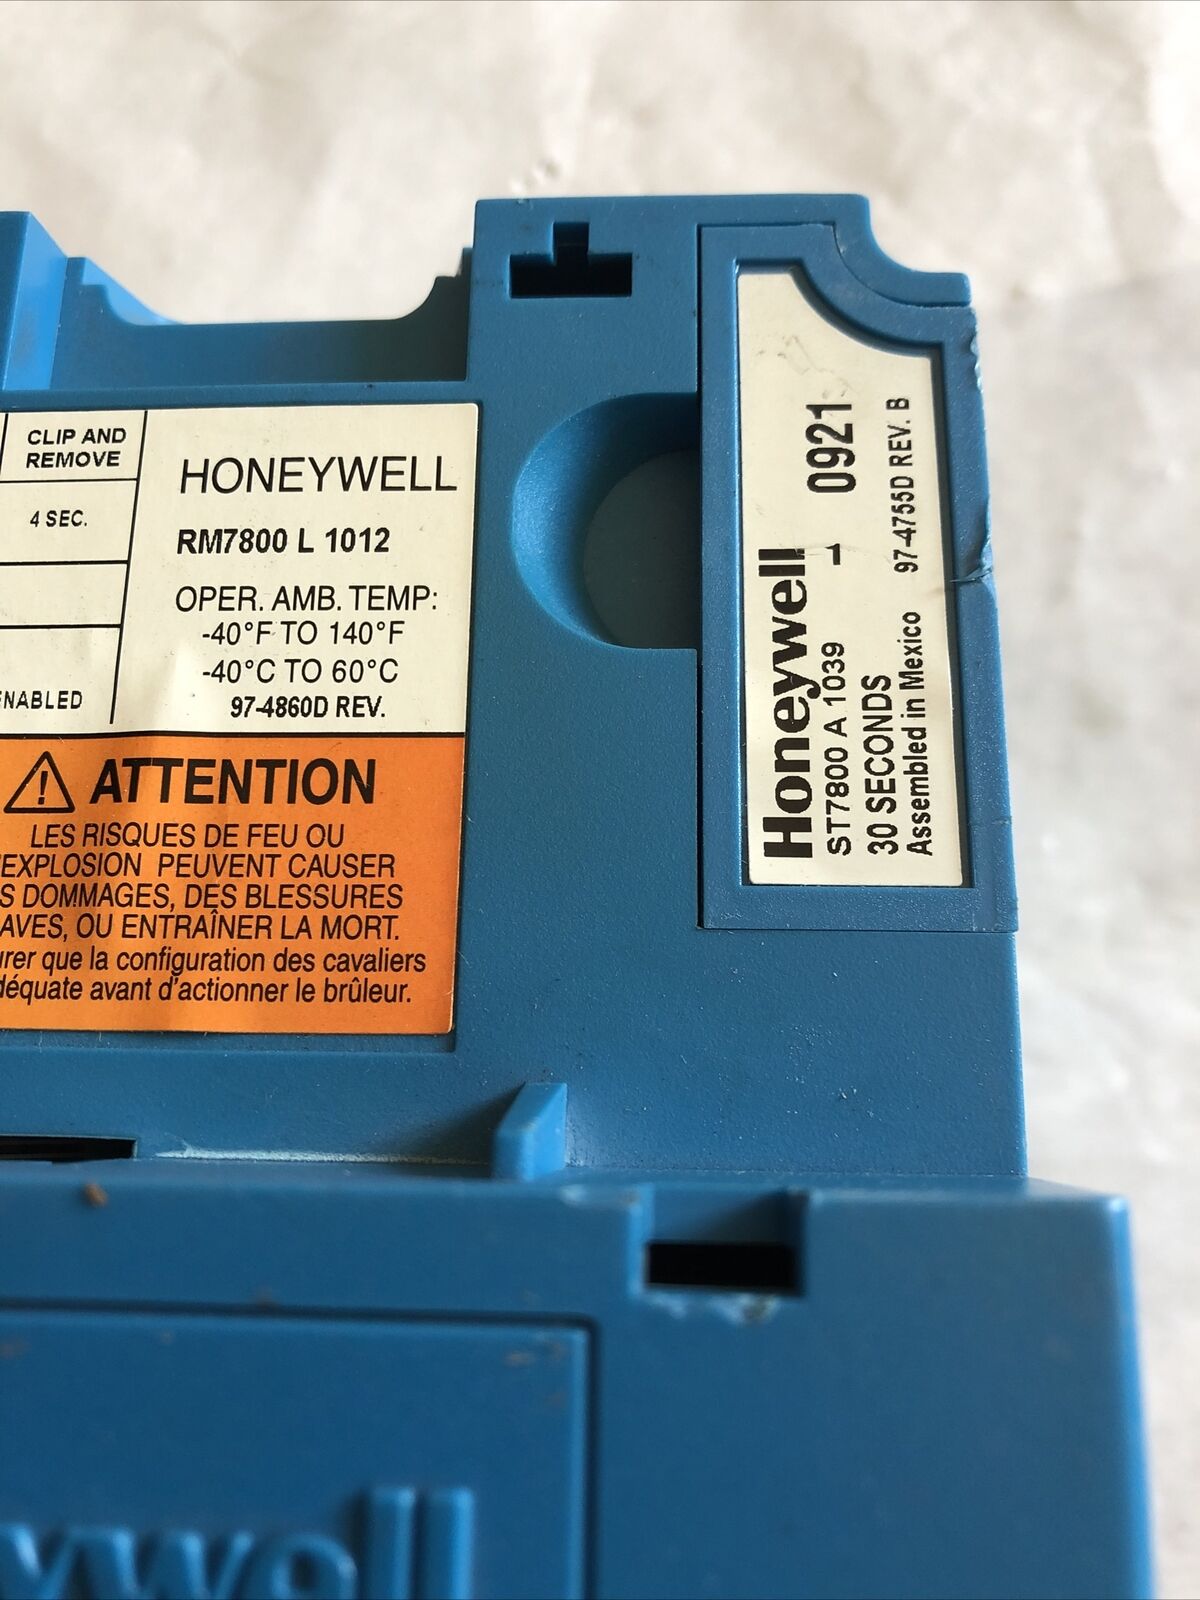 CLIP AND
REMOVE
4 SEC.
ENABLED
HONEYWELL
RM7800 L 1012
OPER. AMB. TEMP:
-40°F TO 140°F
-40°C TO 60°C
97-4860D REV.
ATTENTION
LES RISQUES DE FEU OU
'EXPLOSION PEUVENT CAUSER
S DOMMAGES, DES BLESSURES
AVES, OU ENTRAÎNER LA MORT.
urer que la configuration des cavaliers
déquate avant d'actionner le brûleur.
Honeywell 1 0921
ST7800 A 1039
30 SECONDS 97-4755D REV. B
Assembled in Mexico
ywell